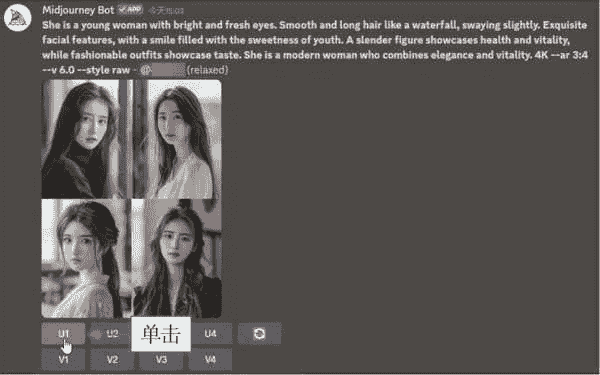 Midjourney Bot ✓APP 今天15:03
She is a young woman with bright and fresh eyes. Smooth and long hair like a waterfall, swaying slightly. Exquisite
facial features, with a smile filled with the sweetness of youth. A slender figure showcases health and vitality,
while fashionable outfits showcase taste. She is a modern woman who combines elegance and vitality. 4K --ar 3:4
--v 6.0 --style raw - @ (relaxed)
U1 U2 单击 U4
V1 V2 V3 V4